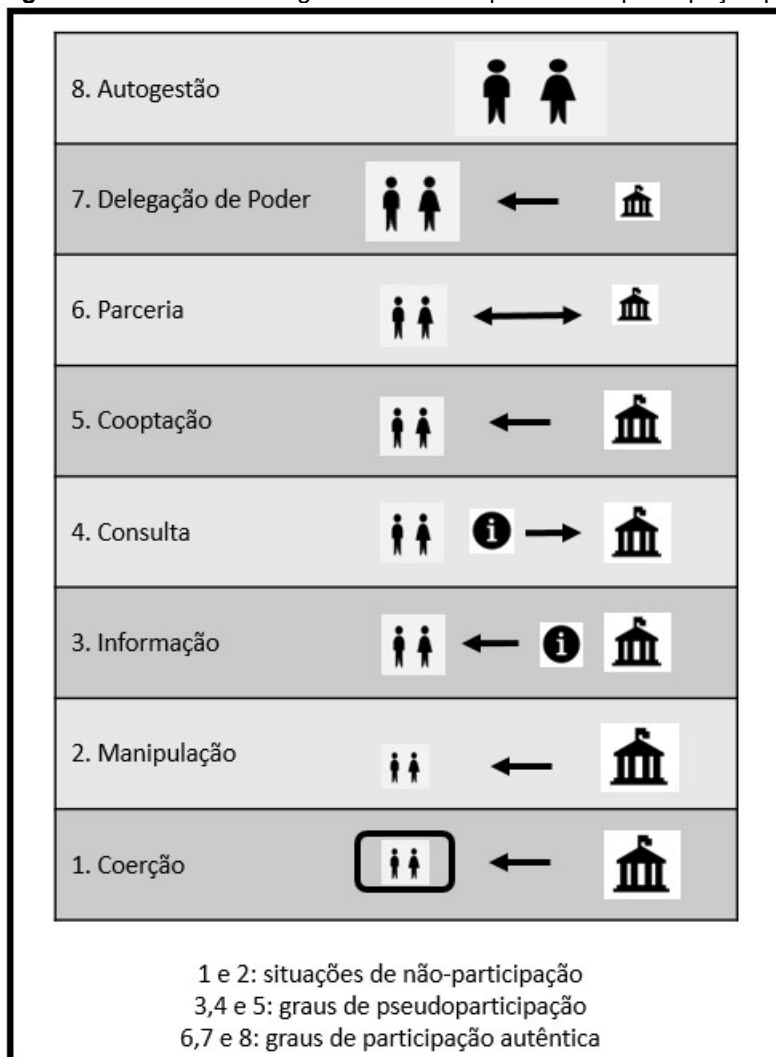 8. Autogestão
7. Delegação de Poder
6. Parceria
5. Cooptação
4. Consulta
3. Informação
2. Manipulação
1. Coerção
1 e 2: situações de não-participação
3,4 e 5: graus de pseudoparticipação
6,7 e 8: graus de participação autêntica